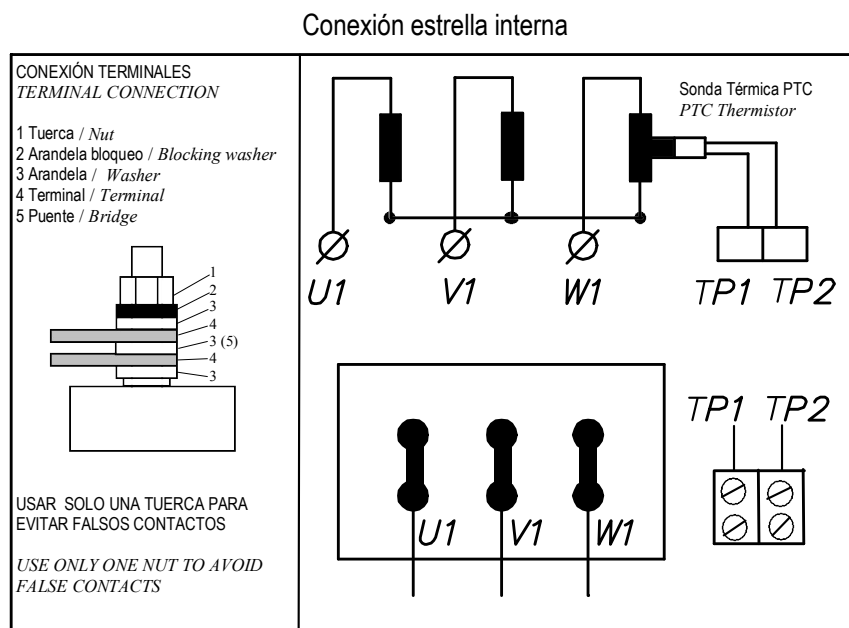 Conexión estrella interna
CONEXIÓN TERMINALES
TERMINAL CONNECTION
1 Tuerca / Nut
2 Arandela bloqueo / Blocking washer
3 Arandela / Washer
4 Terminal / Terminal
5 Puente / Bridge
1
2
3
4
3 (5)
4
3
USAR SOLO UNA TUERCA PARA
EVITAR FALSOS CONTACTOS
USE ONLY ONE NUT TO AVOID
FALSE CONTACTS
Sonda Térmica PTC
PTC Thermistor
U1 V1 W1 TP1 TP2
U1 V1 W1
TP1 TP2